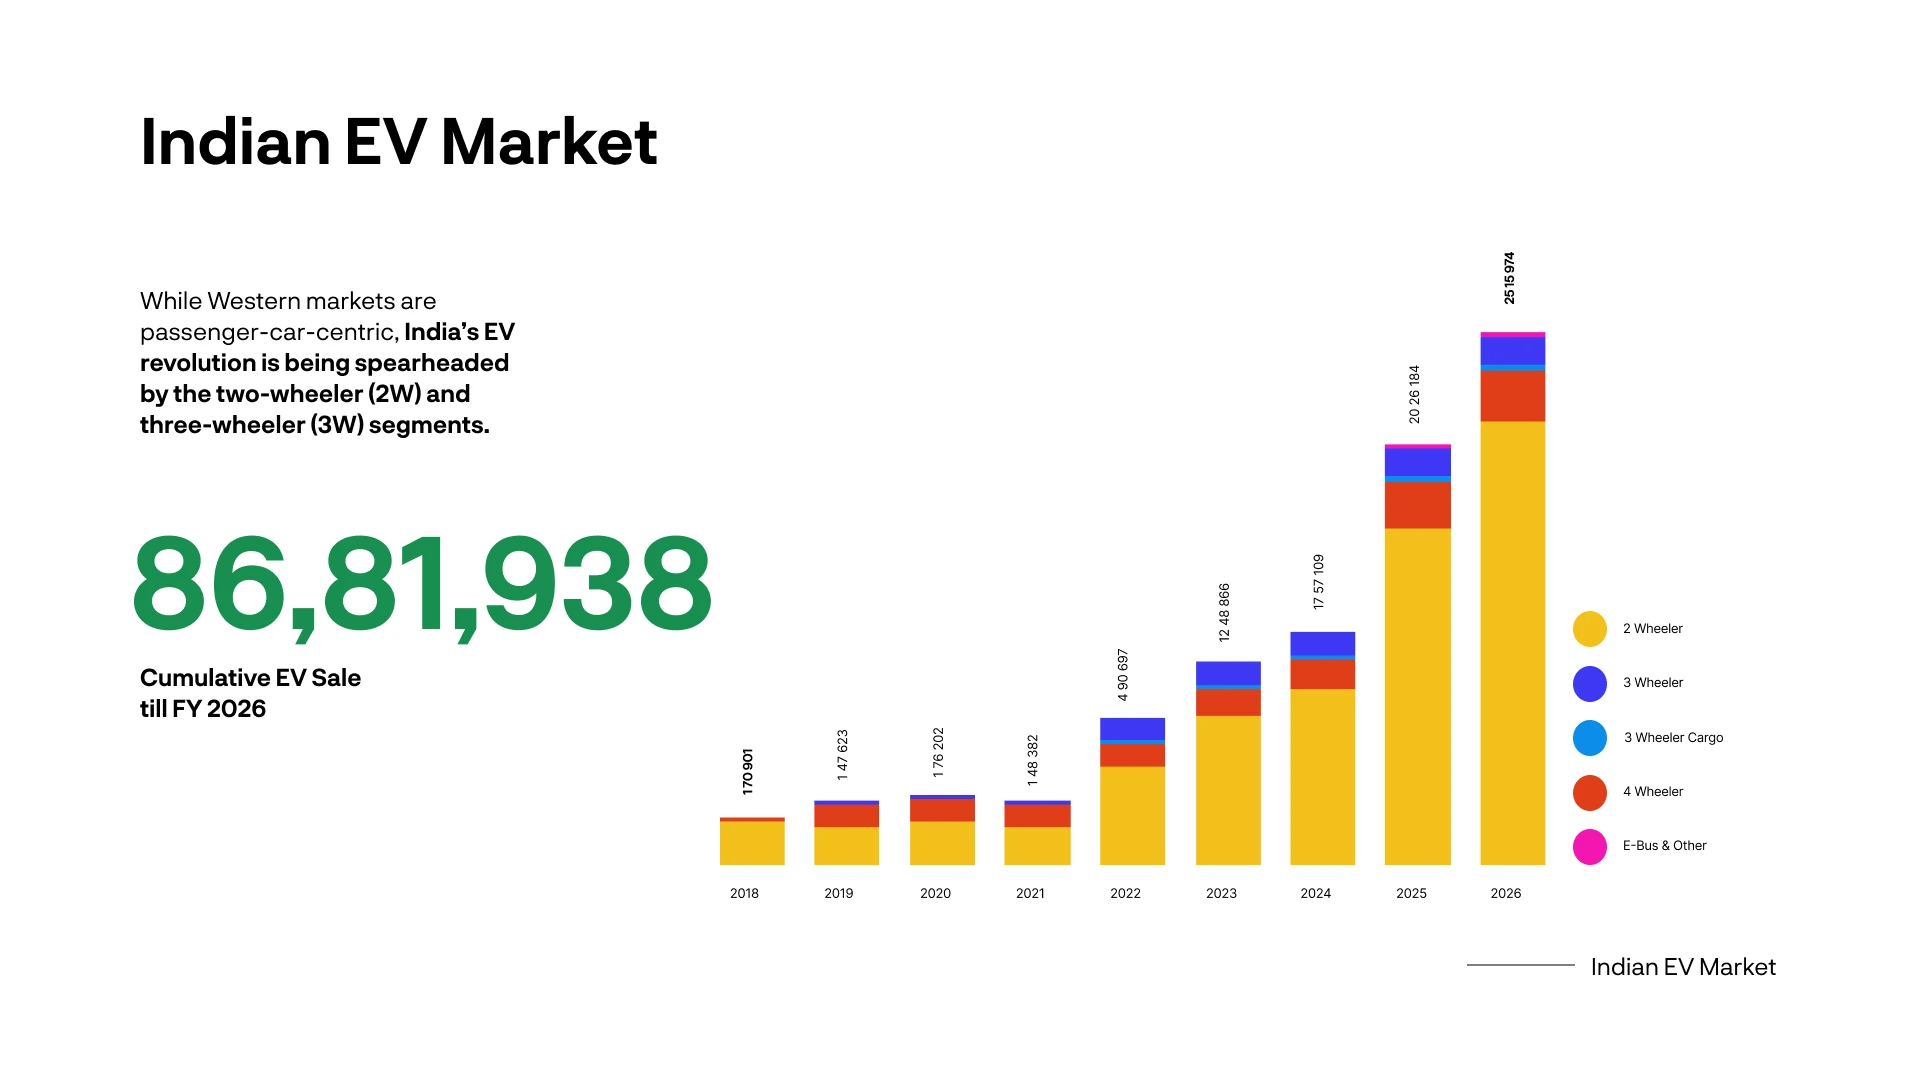 Indian EV Market
While Western markets are
passenger-car-centric, India’s EV
revolution is being spearheaded
by the two-wheeler (2W) and
three-wheeler (3W) segments.
86,81,938
Cumulative EV Sale
till FY 2026
1 70 901
1 47 623
1 76 202
1 48 382
4 90 697
12 48 866
17 57 109
20 26 184
25 15 974
2018
2019
2020
2021
2022
2023
2024
2025
2026
2 Wheeler
3 Wheeler
3 Wheeler Cargo
4 Wheeler
E-Bus & Other
Indian EV Market